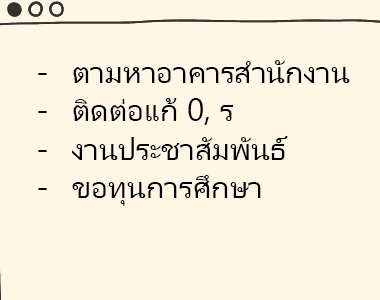 - ตามหาอาคารสำนักงาน
- ติดต่อแก้ 0, ร
- งานประชาสัมพันธ์
- ขอทุนการศึกษา